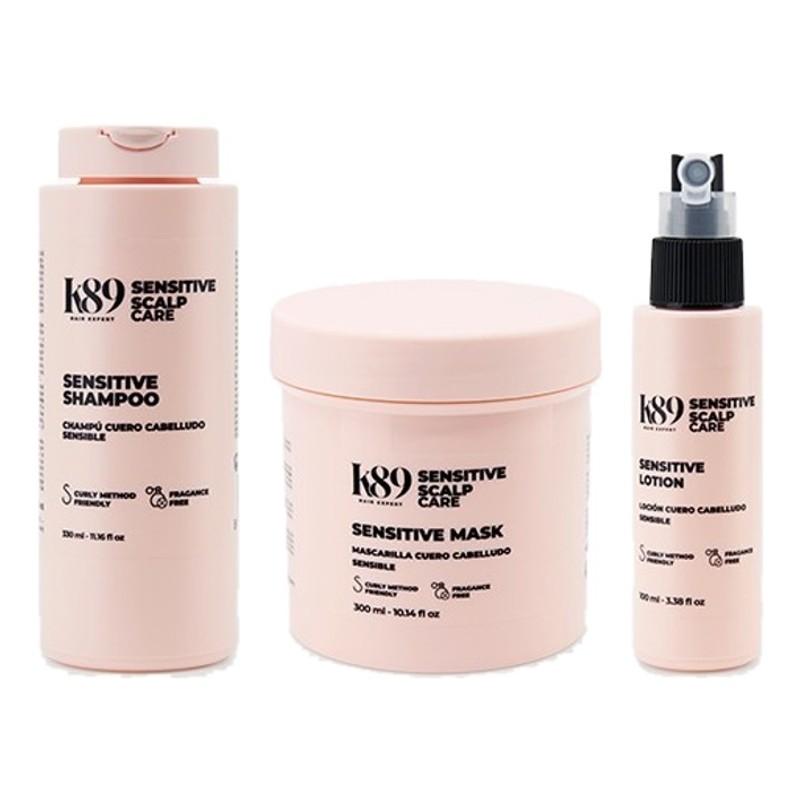 k89 SENSITIVE
SCALP
CARE
HAIR EXPERT
SENSITIVE
SHAMPOO
CHAMPÚ CUERO CABELLUDO
SENSIBLE
CURLY METHOD
FRIENDLY
FRAGANCE
FREE
330 ml - 11.16 fl oz
k89 SENSITIVE
SCALP
CARE
HAIR EXPERT
SENSITIVE MASK
MASCARILLA CUERO CABELLUDO
SENSIBLE
CURLY METHOD
FRIENDLY
FRAGANCE
FREE
300 ml - 10.14 fl oz
k89 SENSITIVE
SCALP
CARE
HAIR EXPERT
SENSITIVE
LOTION
LOCIÓN CUERO CABELLUDO
SENSIBLE
CURLY METHOD
FRIENDLY
FRAGANCE
FREE
100 ml - 3.38 fl oz